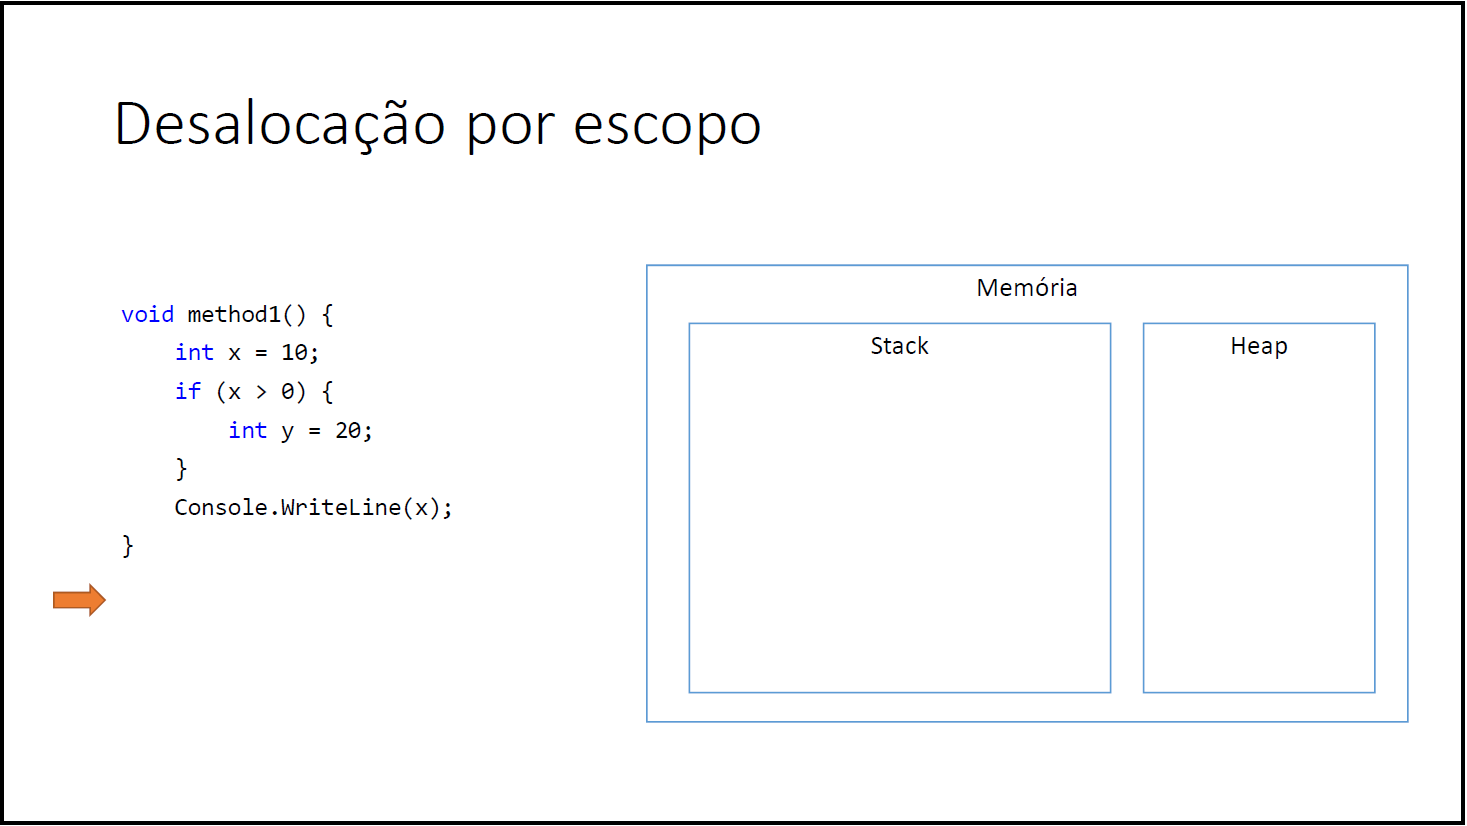 Desalocação por escopo
void method1() {
int x = 10;
if (x > 0) {
int y = 20;
}
Console.WriteLine(x);
}
Memória
Stack
Heap